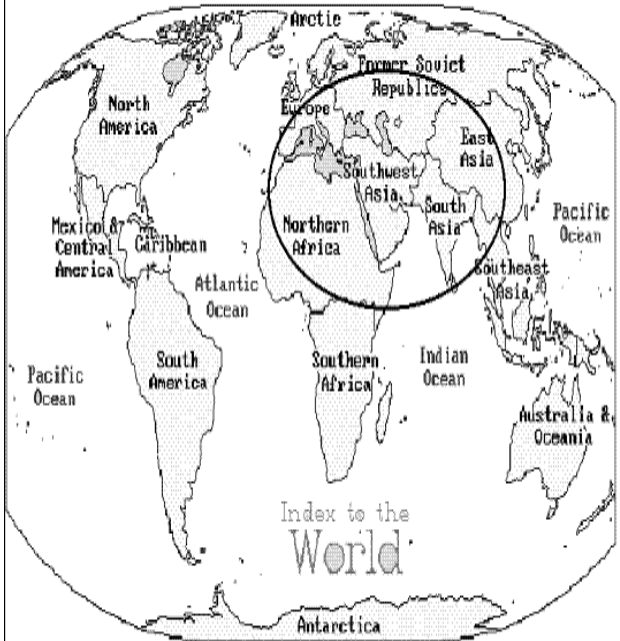 Arctic
Former Soviet
Republics
Europe
North
America
East
Asia
Southwest
Asia
South
Asia
Pacific
Ocean
Mexico &
Central
America
Caribbean
Northern
Africa
Atlantic
Ocean
Southeast
Asia
Pacific
Ocean
South
America
Southern
Africa
Indian
Ocean
Australia &
Oceania
Index to the
World
Antarctica